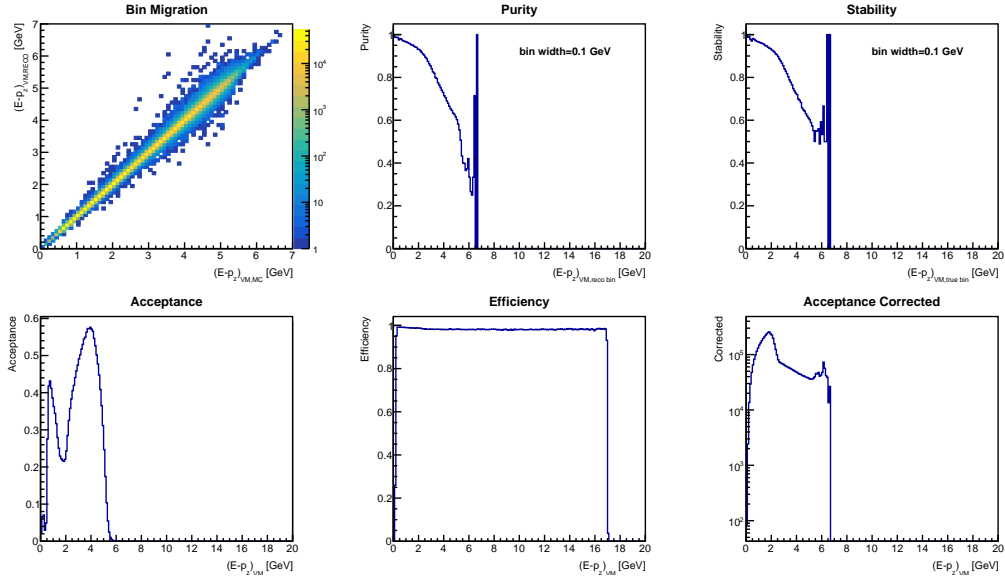 Bin Migration
(E-p_z)_VM,RECO [GeV]
7
6
5
4
3
2
1
0
0 1 2 3 4 5 6 7
(E-p_z)_VM,MC [GeV]
10^4
10^3
10^2
10
1
Purity
Purity
bin width=0.1 GeV
1
0.8
0.6
0.4
0.2
0
0 2 4 6 8 10 12 14 16 18 20
(E-p_z)_VM,reco bin [GeV]
Stability
Stability
bin width=0.1 GeV
1
0.8
0.6
0.4
0.2
0
0 2 4 6 8 10 12 14 16 18 20
(E-p_z)_VM,true bin [GeV]
Acceptance
Acceptance
0.6
0.5
0.4
0.3
0.2
0.1
0
0 2 4 6 8 10 12 14 16 18 20
(E-p_z)_VM [GeV]
Efficiency
Efficiency
1
0.8
0.6
0.4
0.2
0
0 2 4 6 8 10 12 14 16 18 20
(E-p_z)_VM [GeV]
Acceptance Corrected
Corrected
10^5
10^4
10^3
10^2
0 2 4 6 8 10 12 14 16 18 20
(E-p_z)_VM [GeV]